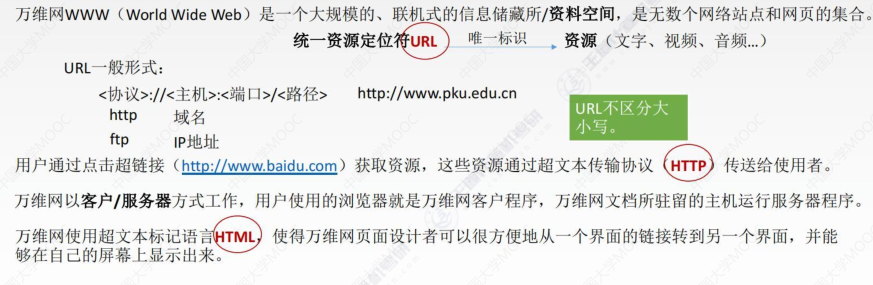 万维网WWW（World Wide Web）是一个大规模的、联机式的信息储藏所/资料空间，是无数个网络站点和网页的集合。
统一资源定位符URL 唯一标识 资源（文字、视频、音频…）
URL一般形式：
<协议>://<主机>:<端口>/<路径> http://www.pku.edu.cn
http 域名
ftp IP地址
URL不区分大
小写。
用户通过点击超链接（http://www.baidu.com）获取资源，这些资源通过超文本传输协议（HTTP）传送给使用者。
万维网以客户/服务器方式工作，用户使用的浏览器就是万维网客户程序，万维网文档所驻留的主机运行服务器程序。
万维网使用超文本标记语言HTML，使得万维网页面设计者可以很方便地从一个界面的链接转到另一个界面，并能
够在自己的屏幕上显示出来。